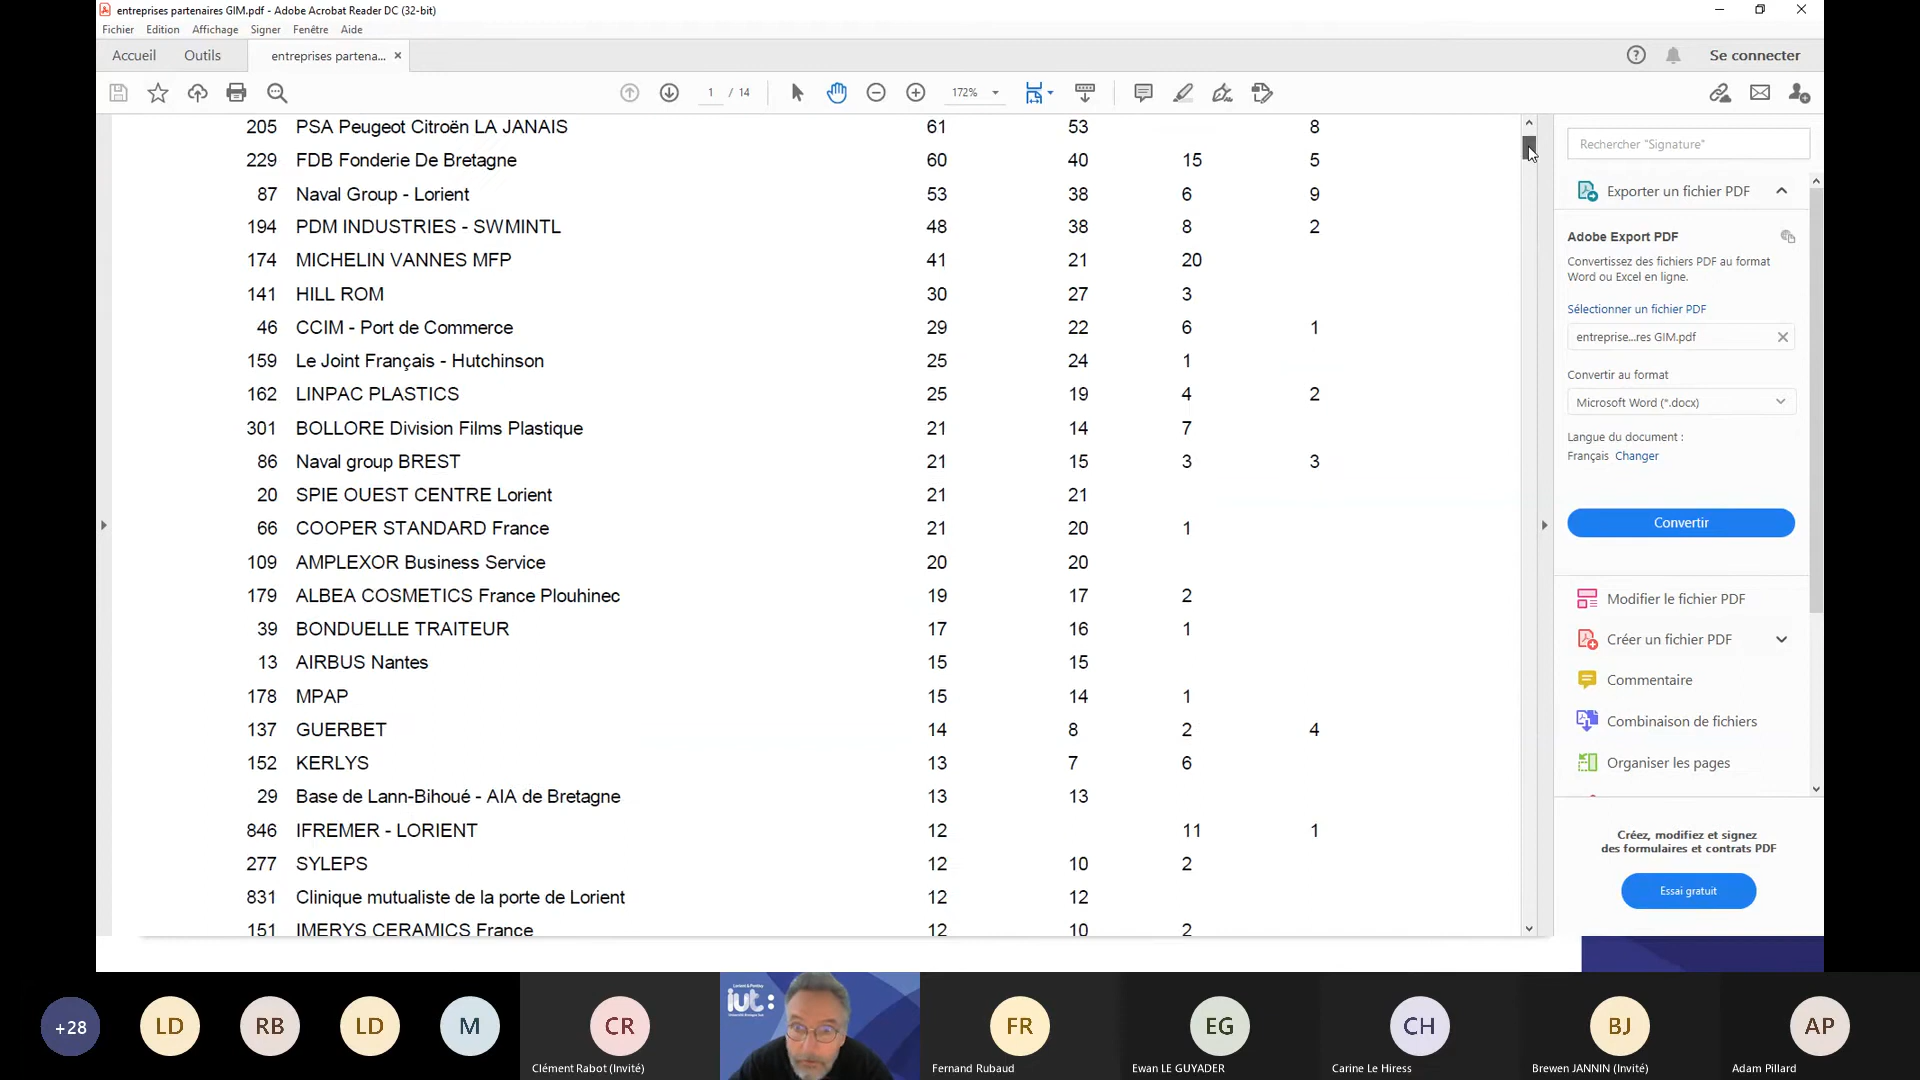 entreprises partenaires GIM.pdf - Adobe Acrobat Reader DC (32-bit)
Fichier Edition Affichage Signer Fenêtre Aide
Accueil Outils entreprises partena... × Se connecter
1 / 14 172%
205 PSA Peugeot Citroën LA JANAIS 61 53 8
229 FDB Fonderie De Bretagne 60 40 15 5
87 Naval Group - Lorient 53 38 6 9
194 PDM INDUSTRIES - SWMINTL 48 38 8 2
174 MICHELIN VANNES MFP 41 21 20
141 HILL ROM 30 27 3
46 CCIM - Port de Commerce 29 22 6 1
159 Le Joint Français - Hutchinson 25 24 1
162 LINPAC PLASTICS 25 19 4 2
301 BOLLORE Division Films Plastique 21 14 7
86 Naval group BREST 21 15 3 3
20 SPIE OUEST CENTRE Lorient 21 21
66 COOPER STANDARD France 21 20 1
109 AMPLEXOR Business Service 20 20
179 ALBEA COSMETICS France Plouhinec 19 17 2
39 BONDUELLE TRAITEUR 17 16 1
13 AIRBUS Nantes 15 15
178 MPAP 15 14 1
137 GUERBET 14 8 2 4
152 KERLYS 13 7 6
29 Base de Lann-Bihoué - AIA de Bretagne 13 13
846 IFREMER - LORIENT 12 11 1
277 SYLEPS 12 10 2
831 Clinique mutualiste de la porte de Lorient 12 12
151 IMERYS CERAMICS France 12 10 2
Rechercher "Signature"
Exporter un fichier PDF
Adobe Export PDF
Convertissez des fichiers PDF au format
Word ou Excel en ligne.
Sélectionner un fichier PDF
entreprise...res GIM.pdf
Convertir au format
Microsoft Word (*.docx)
Langue du document :
Français Changer
Convertir
Modifier le fichier PDF
Créer un fichier PDF
Commentaire
Combinaison de fichiers
Organiser les pages
Créez, modifiez et signez
des formulaires et contrats PDF
Essai gratuit
+28 LD RB LD M CR iut: FR EG CH BJ AP
Clément Rabot (Invité) Fernand Rubaud Ewan LE GUYADER Carine Le Hiress Brewen JANNIN (Invité) Adam Pillard